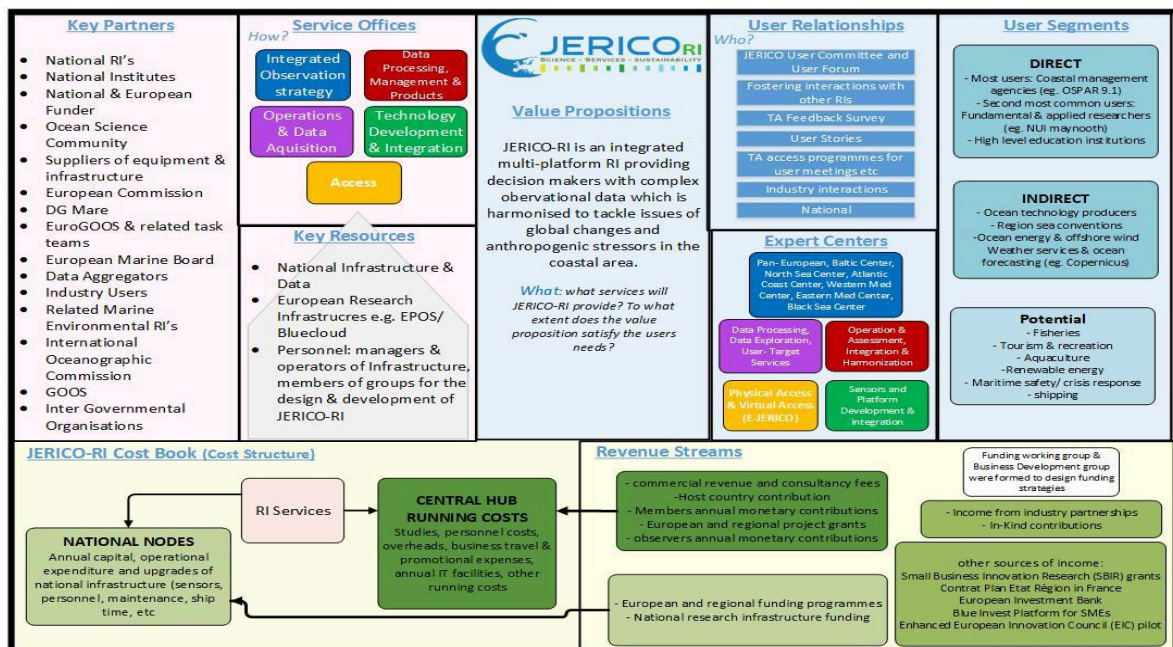 Key Partners
National RI's
National Institutes
National & European
Funder
Ocean Science
Community
Suppliers of equipment &
infrastructure
European Commission
DG Mare
EuroGOOS & related task
teams
European Marine Board
Data Aggregators
Industry Users
Related Marine
Environmental RI's
International
Oceanographic
Commission
GOOS
Inter Governmental
Organisations
Service Offices
How?
Integrated
Observation
strategy
Data
Processing,
Management &
Products
Operations
& Data
Aquisition
Technology
Development
& Integration
Access
Key Resources
National Infrastructure &
Data
European Research
Infrastrucres e.g. EPOS/
Bluecloud
Personnel: managers &
operators of Infrastructure,
members of groups for the
design & development of
JERICO-RI
JERICO RI
SCIENCE - SERVICES - SUSTAINABILITY
Value Propositions
JERICO-RI is an integrated
multi-platform RI providing
decision makers with complex
obervational data which is
harmonised to tackle issues of
global changes and
anthropogenic stressors in the
coastal area.
What: what services will
JERICO-RI provide? To what
extent does the value
proposition satisfy the users
needs?
User Relationships
Who?
JERICO User Committee and
User Forum
Fostering interactions with
other RIs
TA Feedback Survey
User Stories
TA access programmes for
user meetings etc
Industry interactions
National
Expert Centers
Pan- European, Baltic Center,
North Sea Center, Atlantic
Coast Center, Western Med
Center, Eastern Med Center,
Black Sea Center
Data Processing,
Data Exploration,
User- Target
Services
Operation &
Assessment,
Integration &
Harmonization
Physical Access
& Virtual Access
(E-JERICO)
Sensors and
Platform
Development &
integration
User Segments
DIRECT
- Most users: Coastal management
agencies (eg. OSPAR 9.1)
- Second most common users:
Fundamental & applied researchers
(eg. NUI maynooth)
- High level education institutions
INDIRECT
- Ocean technology producers
- Region sea conventions
-Ocean energy & offshore wind
Weather services & ocean
forecasting (eg. Copernicus)
Potential
- Fisheries
- Tourism & recreation
- Aquaculture
-Renewable energy
- Maritime safety/ crisis response
- shipping
JERICO-RI Cost Book (Cost Structure)
RI Services
NATIONAL NODES
Annual capital, operational
expenditure and upgrades of
national infrastructure (sensors,
personnel, maintenance, ship
time, etc
CENTRAL HUB
RUNNING COSTS
Studies, personnel costs,
overheads, business travel &
promotional expenses,
annual IT facilities, other
running costs
Revenue Streams
- commercial revenue and consultancy fees
-Host country contribution
- Members annual monetary contributions
- European and regional project grants
- observers annual monetary contributions
- European and regional funding programmes
- National research infrastructure funding
Funding working group &
Business Development group
were formed to design funding
strategies
- Income from industry partnerships
- In-Kind contributions
other sources of income:
Small Business Innovation Research (SBIR) grants
Contrat Plan Etat Région in France
European Investment Bank
Blue Invest Platform for SMEs
Enhanced European Innovation Council (EIC) pilot